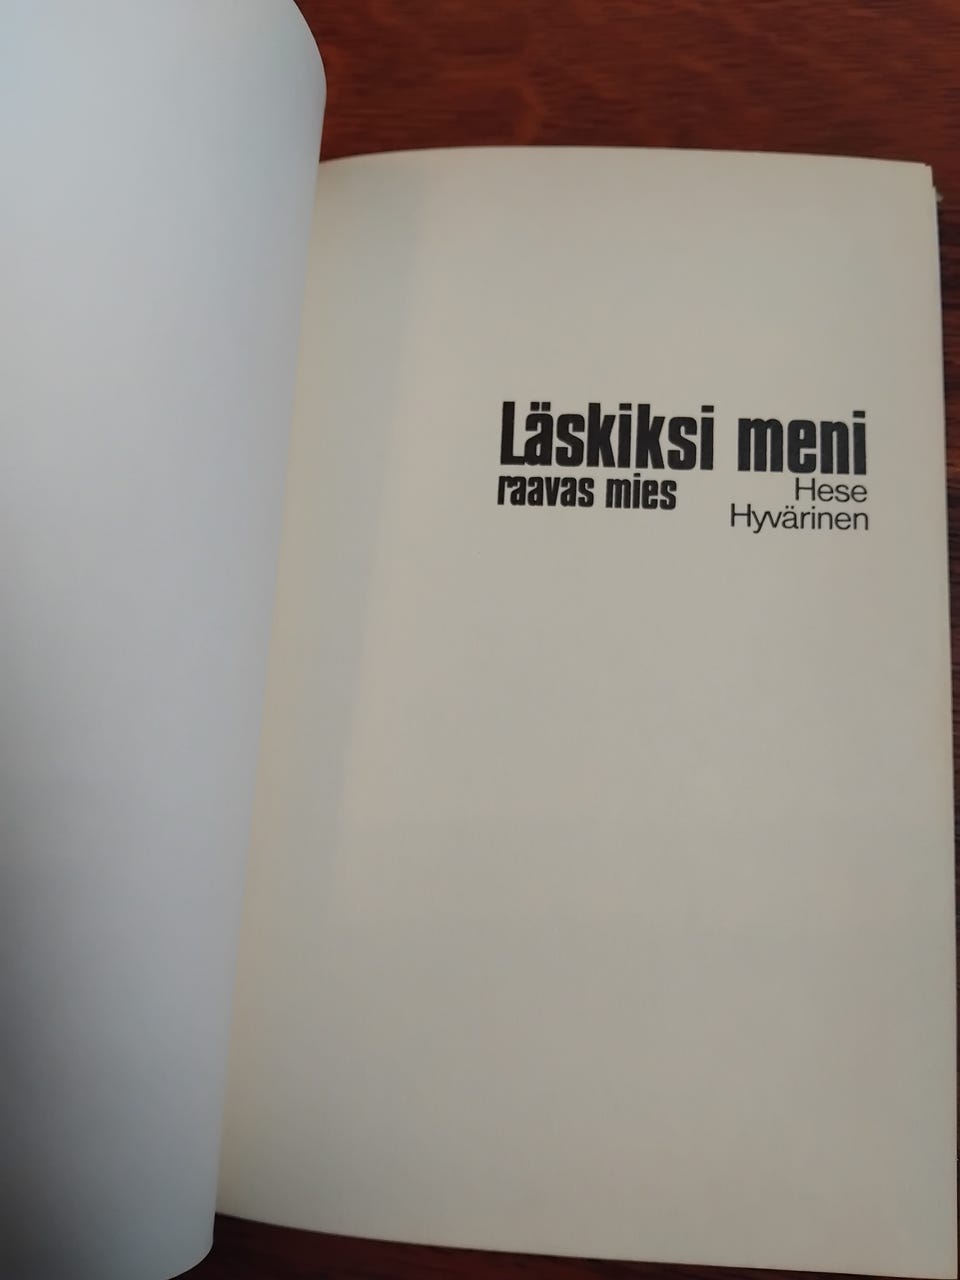 Läskiksi meni
raavas mies
Hese
Hyvärinen